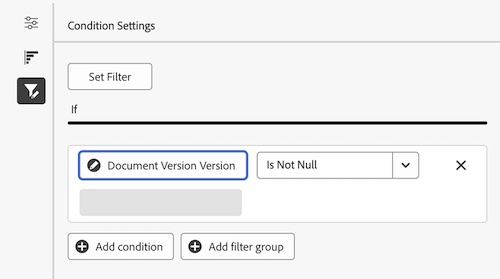 Condition Settings
Set Filter
If
Document Version Version
Is Not Null
Add condition
Add filter group